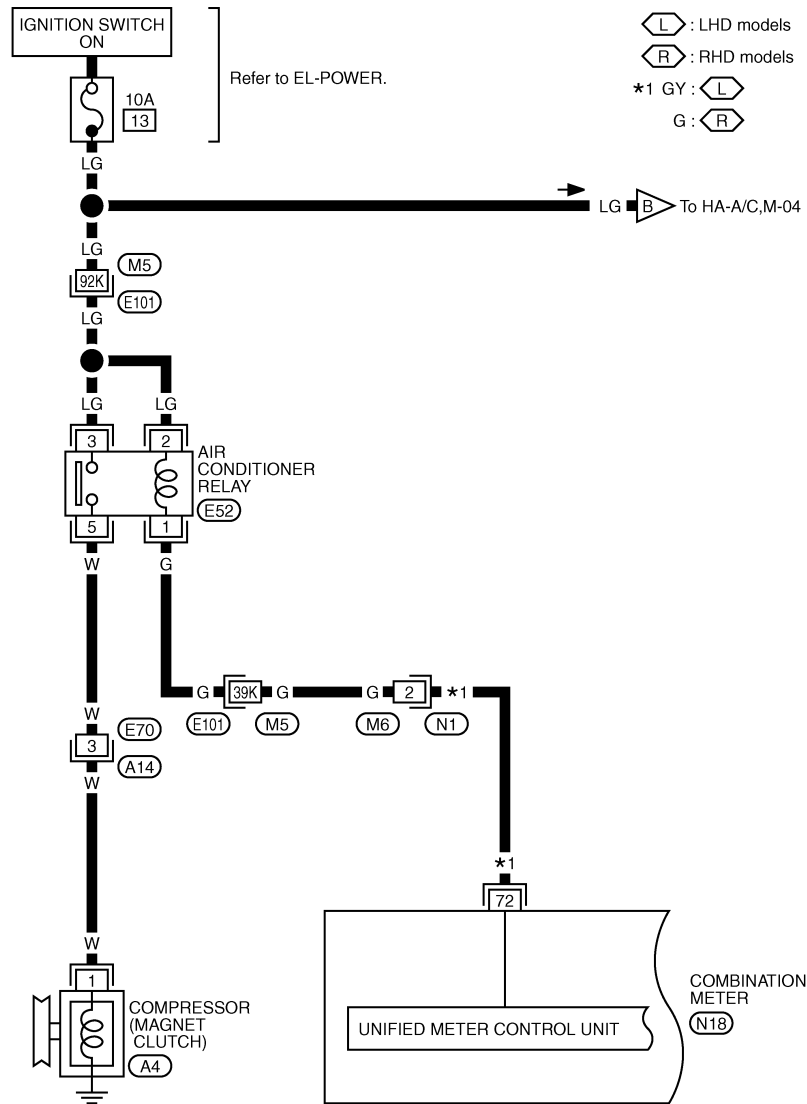 IGNITION SWITCH
ON
Refer to EL-POWER.
L : LHD models
R : RHD models
*1 GY : L
G : R
10A
13
LG
LG B To HA-A/C,M-04
LG
92K M5
E101
LG
LG LG
3 2
AIR
CONDITIONER
RELAY
E52
5 1
W G
G 39K G G 2 *1
E101 M5 M6 N1
W
E70
3
A14
W
*1
72
W
1
COMPRESSOR
(MAGNET
CLUTCH)
A4
COMBINATION
METER
N18
UNIFIED METER CONTROL UNIT